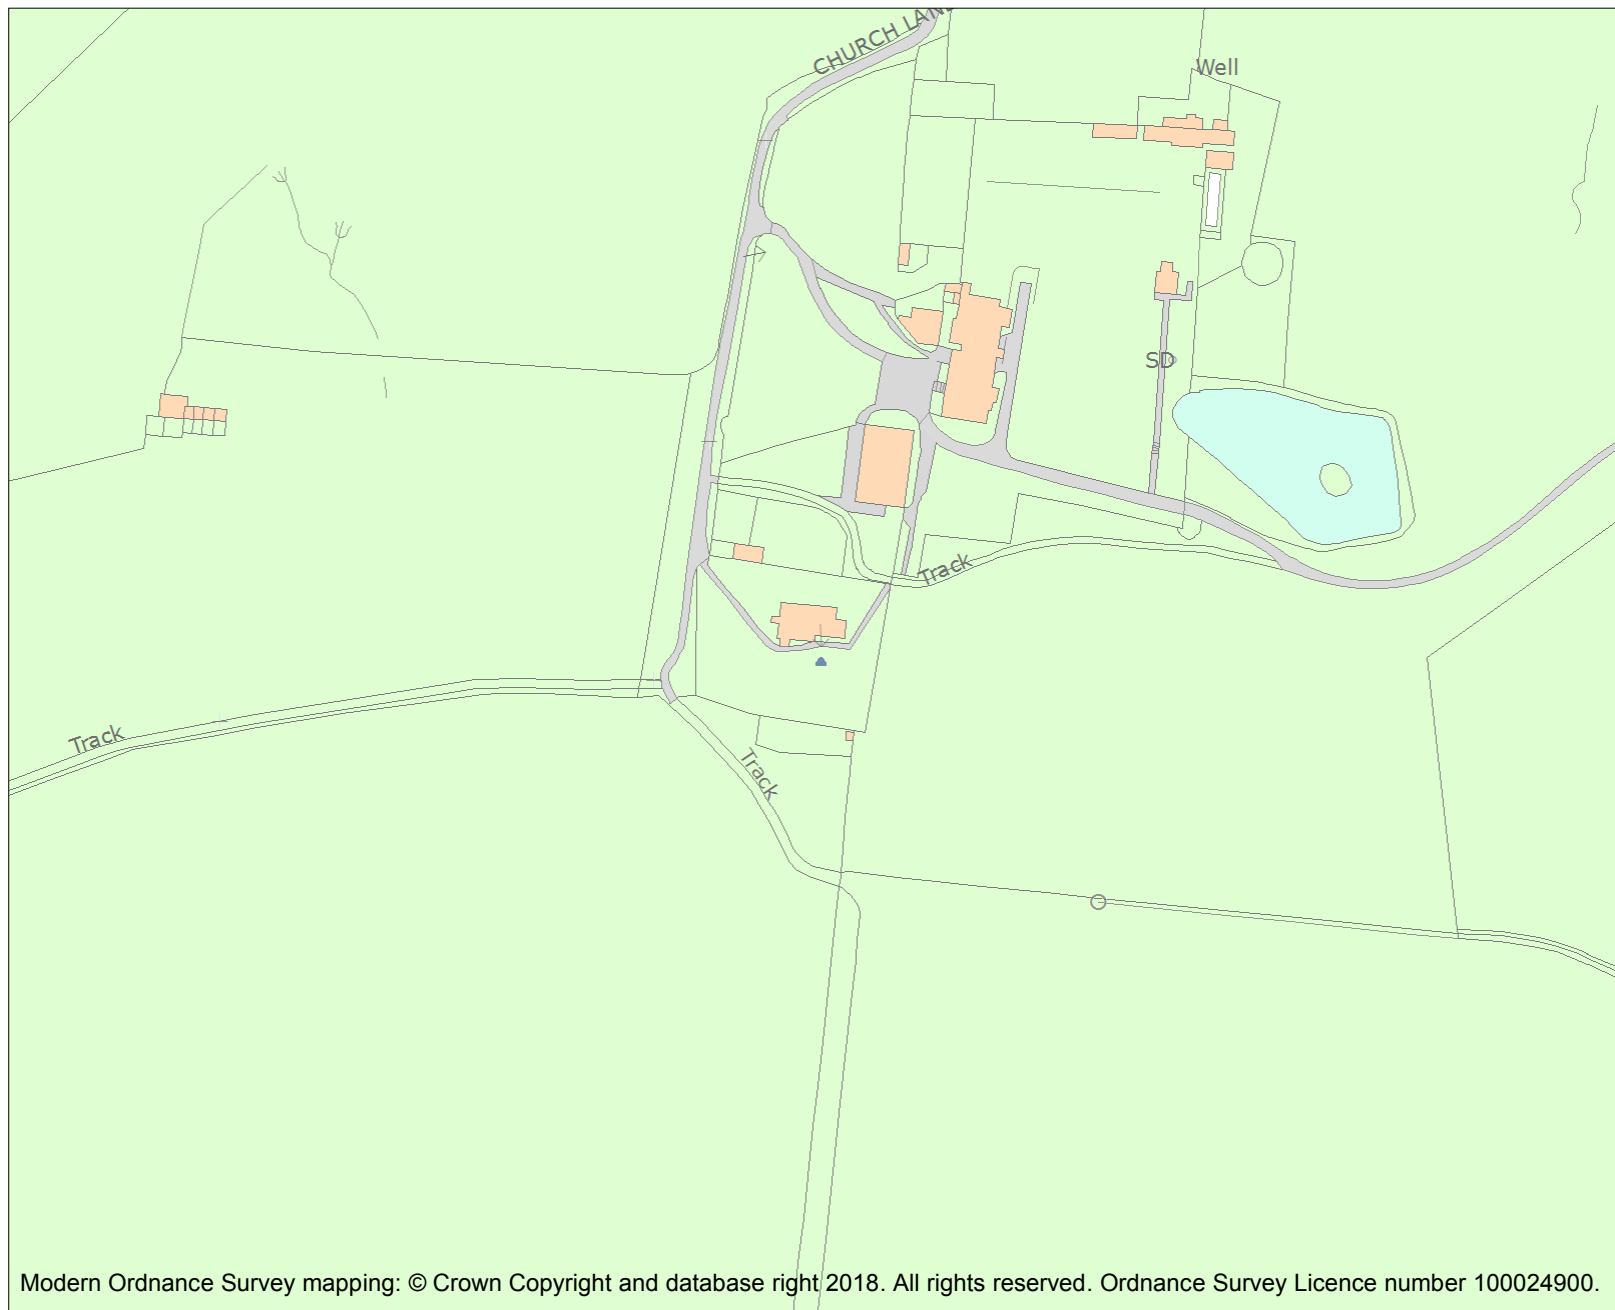 CHURCH LANE
Well
SD
Track
Track
Track
Modern Ordnance Survey mapping: © Crown Copyright and database right 2018. All rights reserved. Ordnance Survey Licence number 100024900.